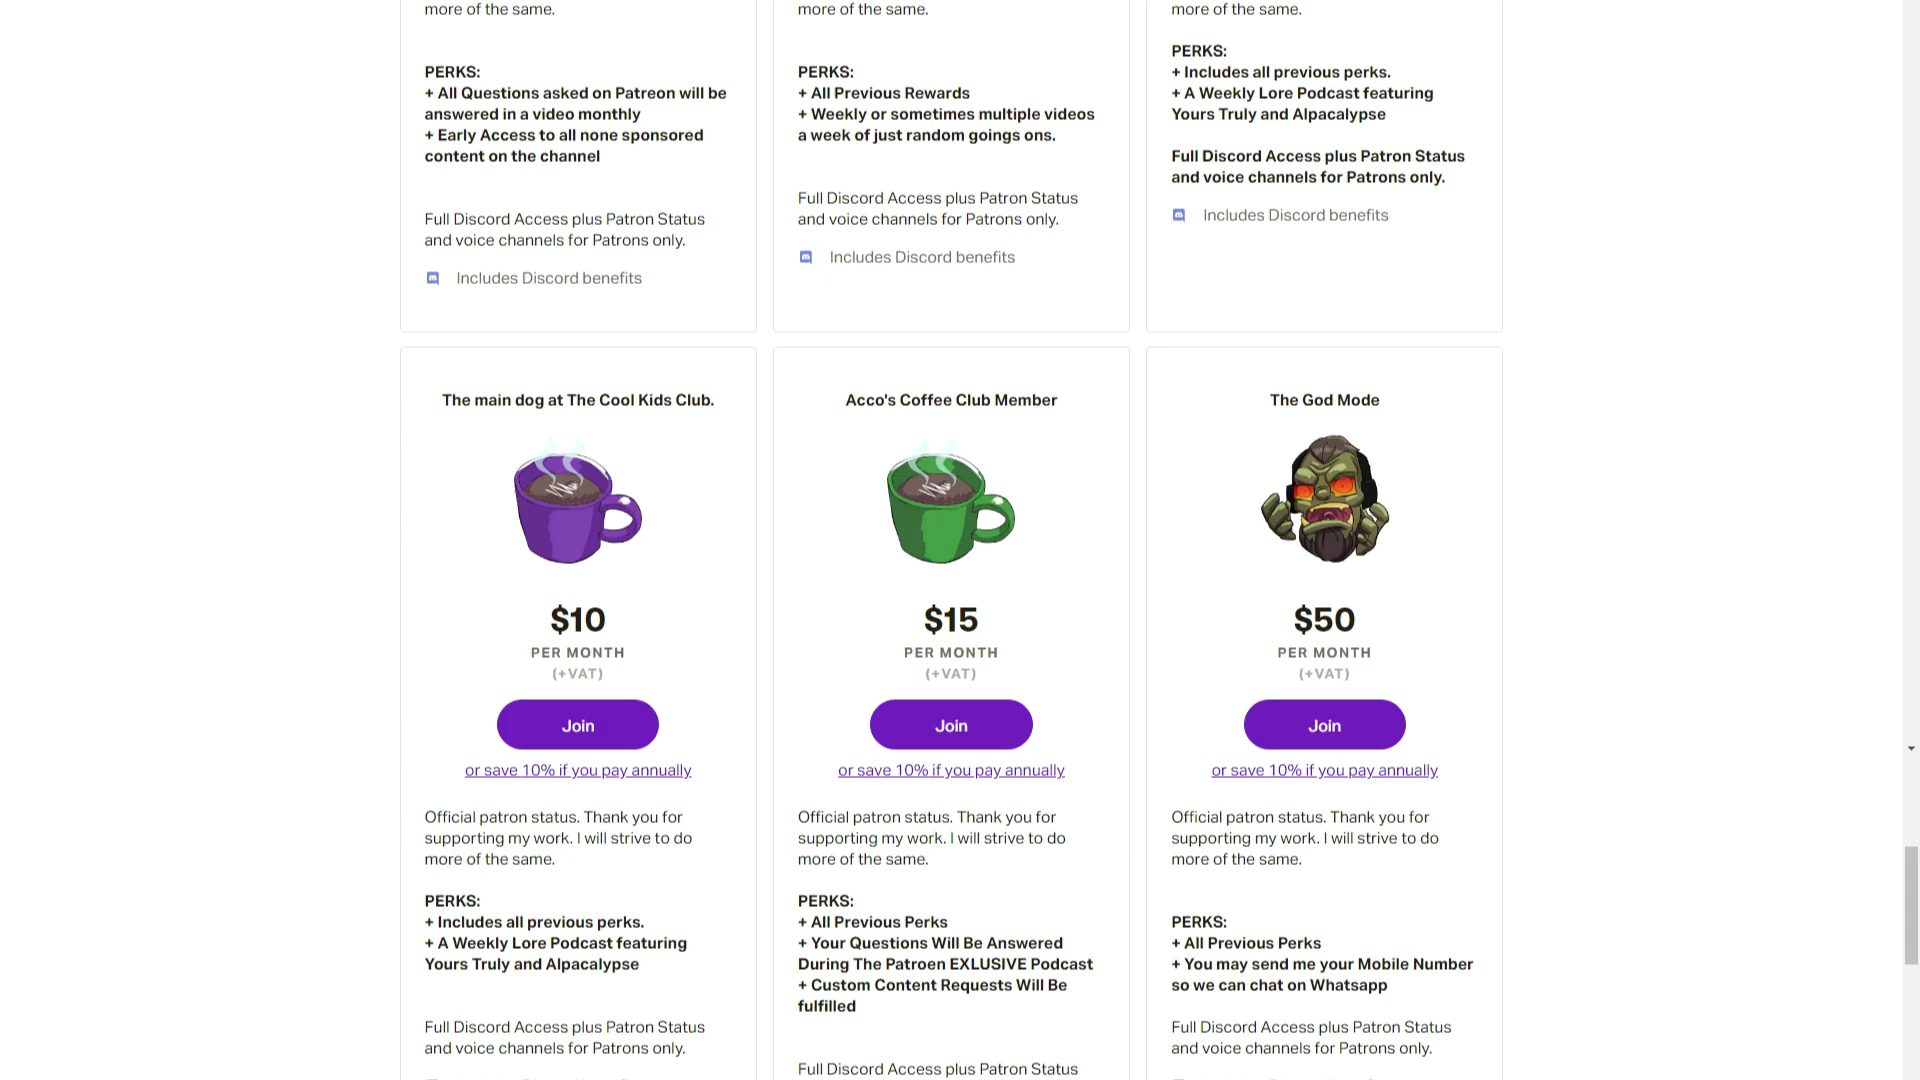 more of the same.
PERKS:
+ All Questions asked on Patreon will be
answered in a video monthly
+ Early Access to all none sponsored
content on the channel
Full Discord Access plus Patron Status
and voice channels for Patrons only.
Includes Discord benefits
more of the same.
PERKS:
+ All Previous Rewards
+ Weekly or sometimes multiple videos
a week of just random goings ons.
Full Discord Access plus Patron Status
and voice channels for Patrons only.
Includes Discord benefits
more of the same.
PERKS:
+ Includes all previous perks.
+ A Weekly Lore Podcast featuring
Yours Truly and Alpacalypse
Full Discord Access plus Patron Status
and voice channels for Patrons only.
Includes Discord benefits
The main dog at The Cool Kids Club.
$10
PER MONTH
(+VAT)
Join
or save 10% if you pay annually
Official patron status. Thank you for
supporting my work. I will strive to do
more of the same.
PERKS:
+ Includes all previous perks.
+ A Weekly Lore Podcast featuring
Yours Truly and Alpacalypse
Full Discord Access plus Patron Status
and voice channels for Patrons only.
Acco's Coffee Club Member
$15
PER MONTH
(+VAT)
Join
or save 10% if you pay annually
Official patron status. Thank you for
supporting my work. I will strive to do
more of the same.
PERKS:
+ All Previous Perks
+ Your Questions Will Be Answered
During The Patroen EXLUSIVE Podcast
+ Custom Content Requests Will Be
fulfilled
Full Discord Access plus Patron Status
The God Mode
$50
PER MONTH
(+VAT)
Join
or save 10% if you pay annually
Official patron status. Thank you for
supporting my work. I will strive to do
more of the same.
PERKS:
+ All Previous Perks
+ You may send me your Mobile Number
so we can chat on Whatsapp
Full Discord Access plus Patron Status
and voice channels for Patrons only.